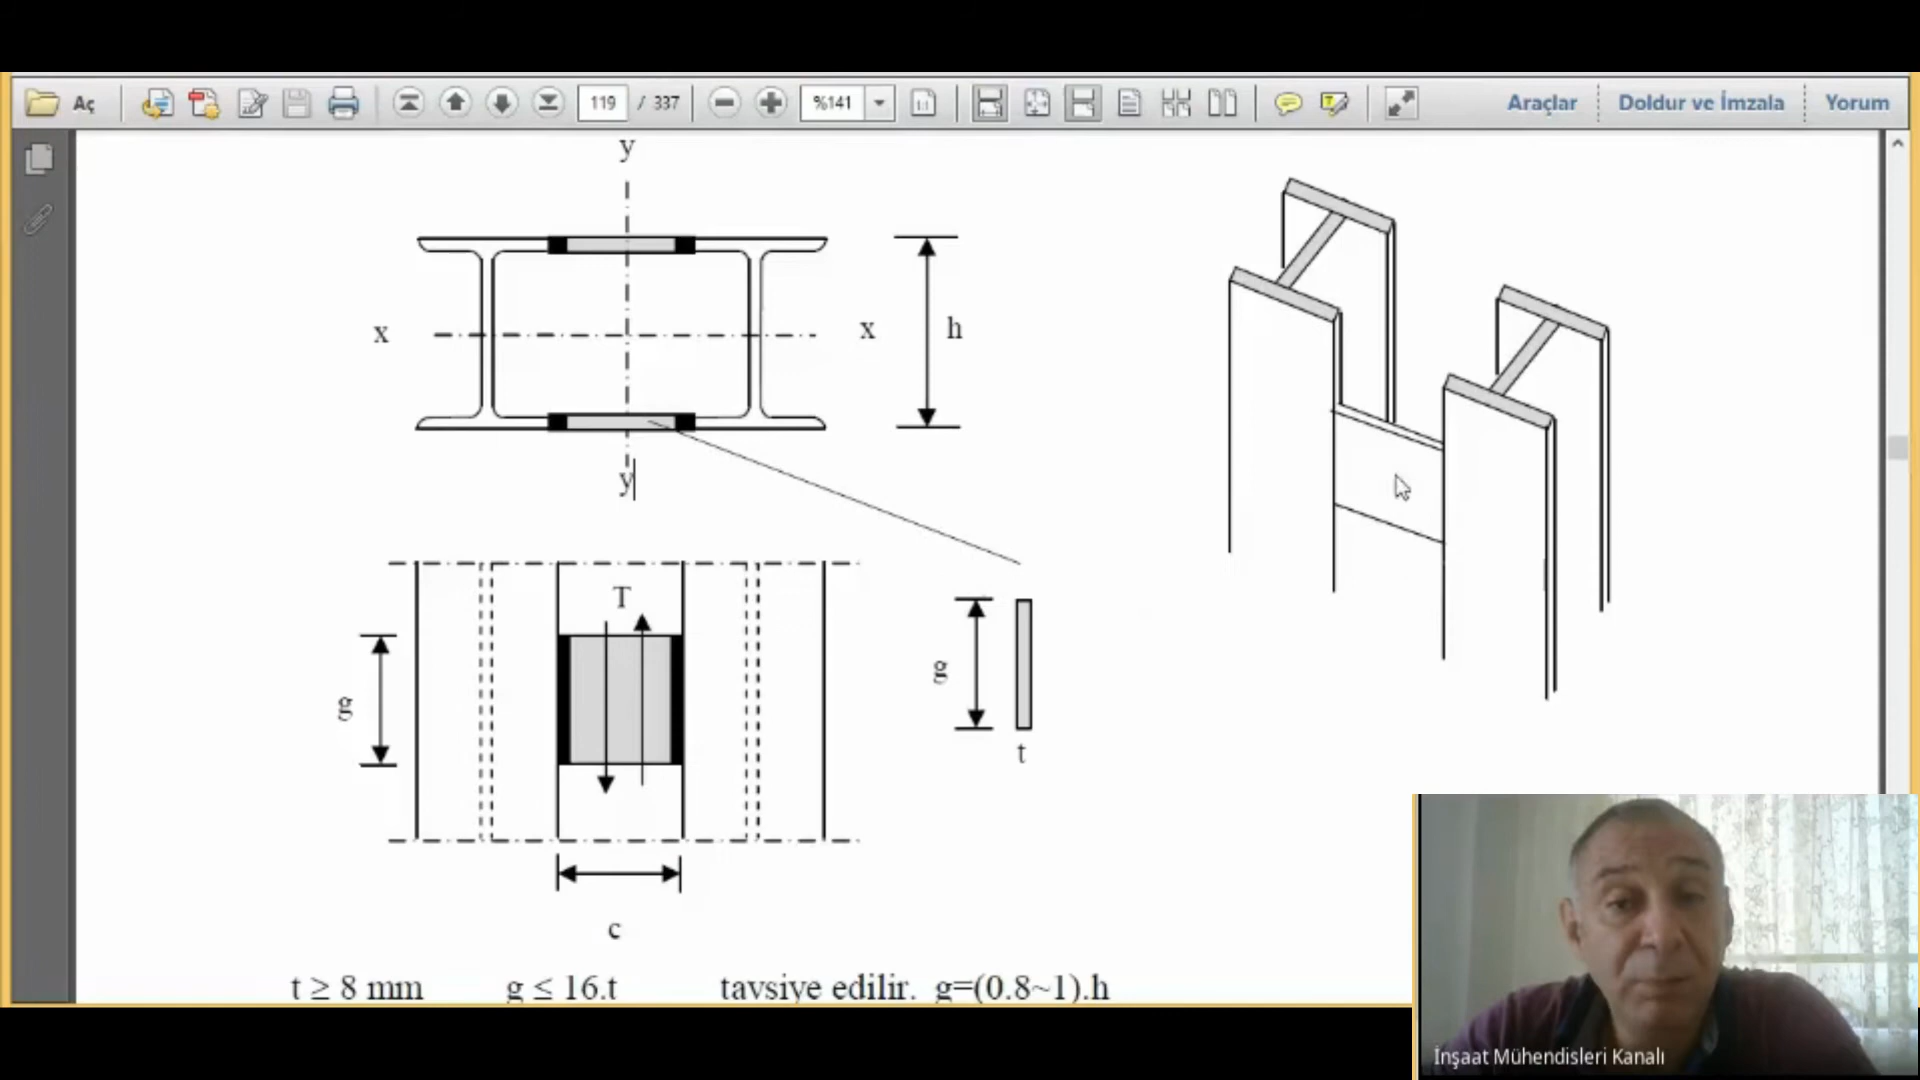 Aç 119 / 337 %141 Araçlar Doldur ve İmzala Yorum
y
x x h
y
T
g g
t
c
t ≥ 8 mm g ≤ 16.t tavsiye edilir. g=(0.8~1).h
İnşaat Mühendisleri Kanalı